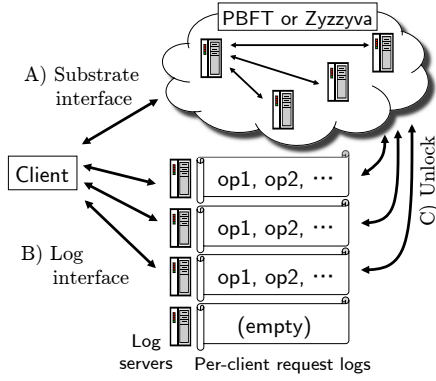 PBFT or Zyzzyva
A) Substrate
interface
Client
op1, op2, ⋯
op1, op2, ⋯
op1, op2, ⋯
(empty)
B) Log
interface
C) Unlock
Log
servers
Per-client request logs